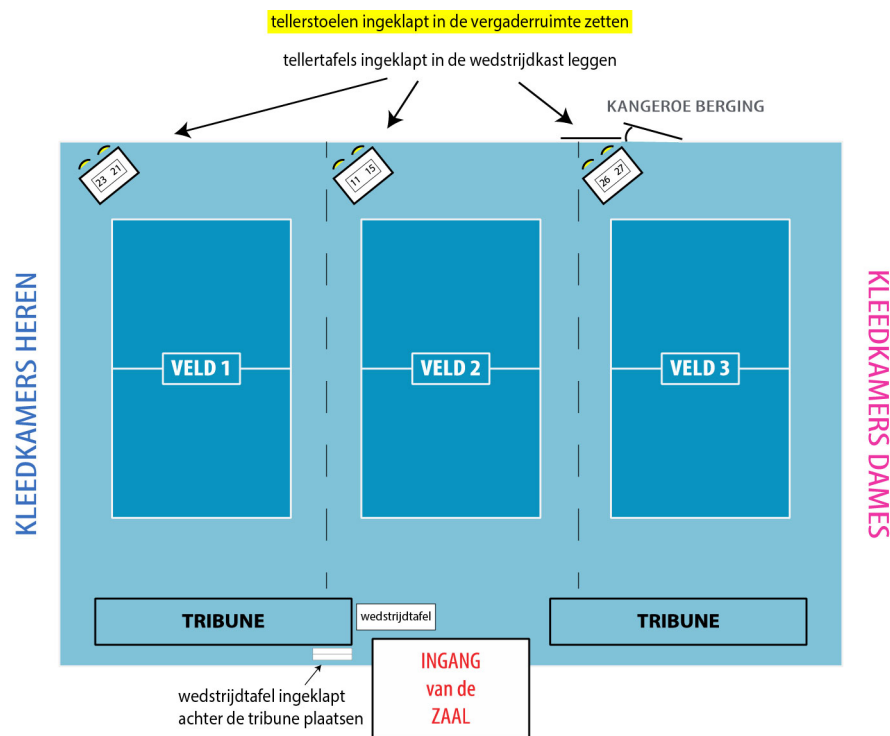 tellerstoelen ingeklapt in de vergaderruimte zetten
tellertafels ingeklapt in de wedstrijdkast leggen
KANGEROE BERGING
23 21
11 15
26 27
KLEEDKAMERS HEREN
VELD 1
VELD 2
VELD 3
KLEEDKAMERS DAMES
TRIBUNE
wedstrijdtafel
TRIBUNE
INGANG
van de
ZAAL
wedstrijdtafel ingeklapt
achter de tribune plaatsen